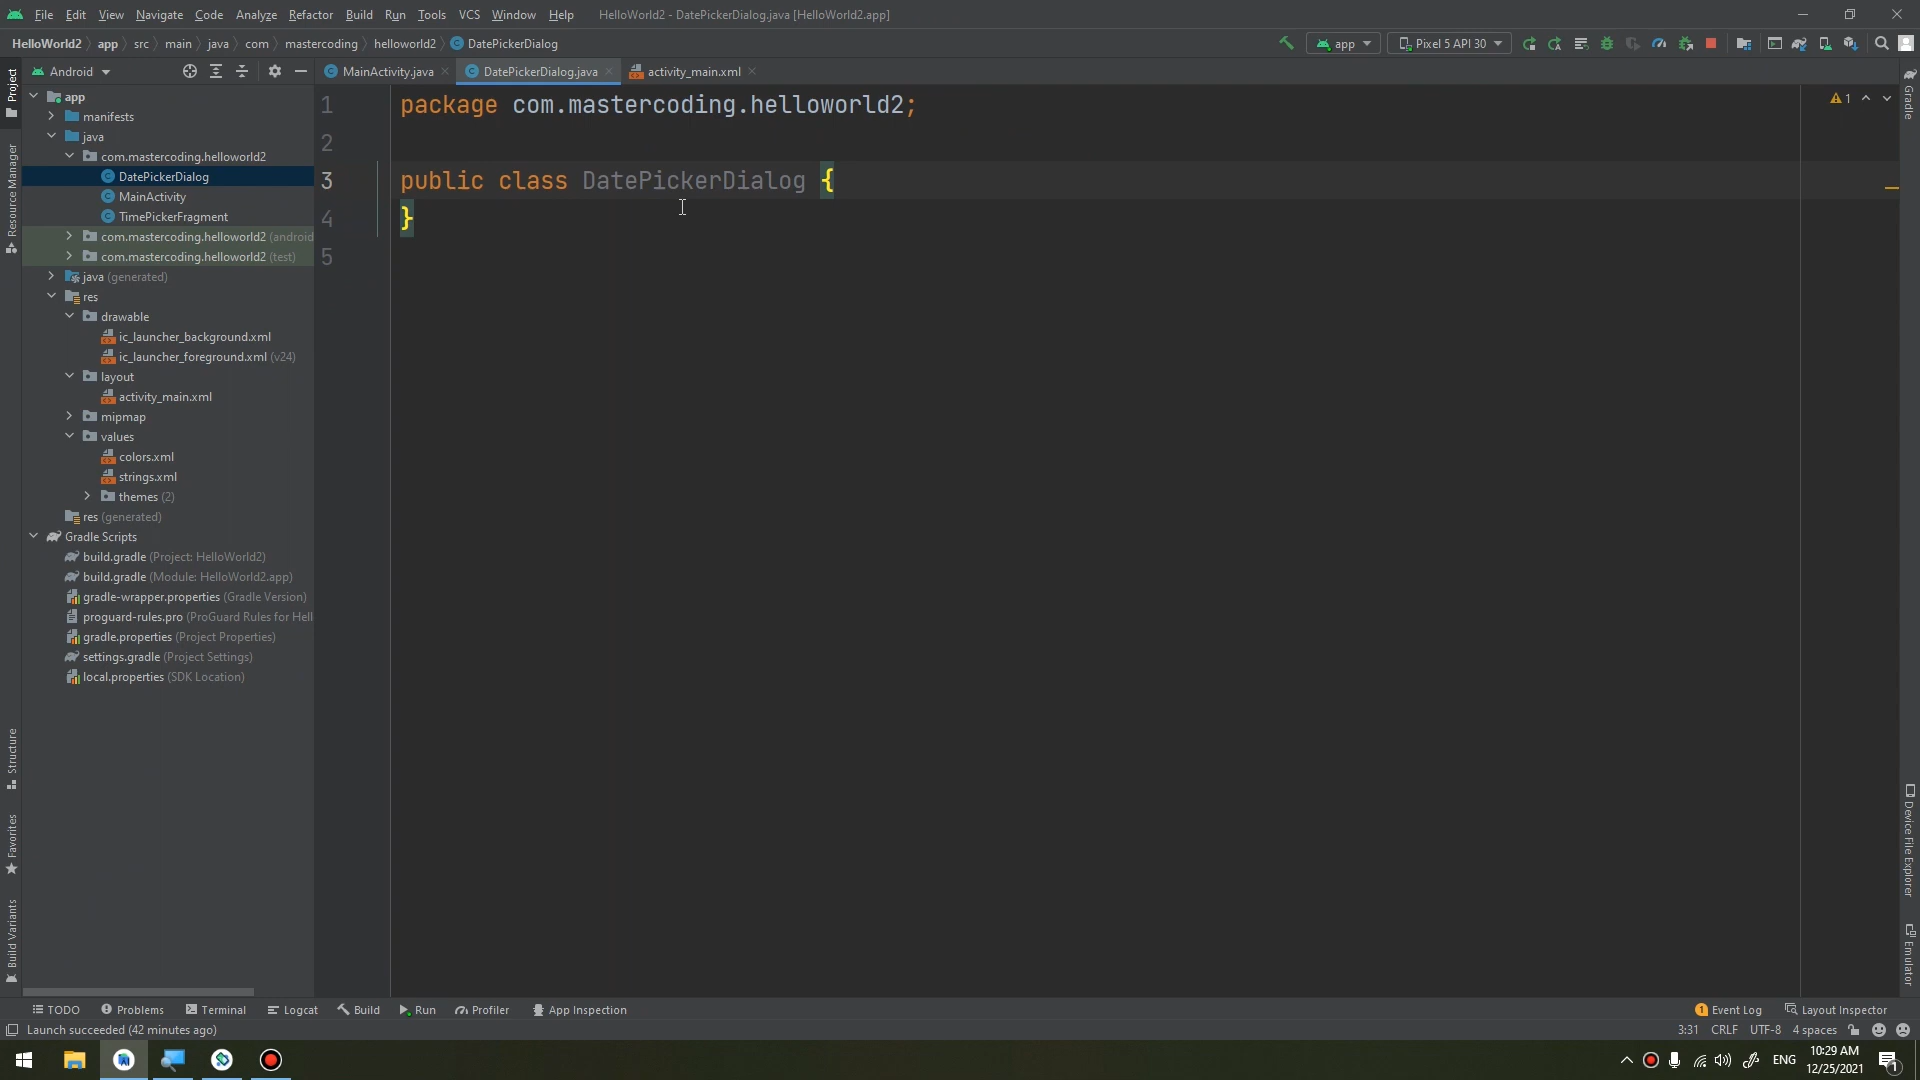 File Edit View Navigate Code Analyze Refactor Build Run Tools VCS Window Help HelloWorld2 - DatePickerDialog.java [HelloWorld2.app]
HelloWorld2 app src main java com mastercoding helloworld2 DatePickerDialog
app Pixel 5 API 30
Android
MainActivity.java DatePickerDialog.java activity_main.xml
Project
Resource Manager
Structure
Favorites
Build Variants
app
manifests
java
com.mastercoding.helloworld2
DatePickerDialog
MainActivity
TimePickerFragment
com.mastercoding.helloworld2 (android
com.mastercoding.helloworld2 (test)
java (generated)
res
drawable
ic_launcher_background.xml
ic_launcher_foreground.xml (v24)
layout
activity_main.xml
mipmap
values
colors.xml
strings.xml
themes (2)
res (generated)
Gradle Scripts
build.gradle (Project: HelloWorld2)
build.gradle (Module: HelloWorld2.app)
gradle-wrapper.properties (Gradle Version)
proguard-rules.pro (ProGuard Rules for Hell
gradle.properties (Project Properties)
settings.gradle (Project Settings)
local.properties (SDK Location)
1 package com.mastercoding.helloworld2;
2
3 public class DatePickerDialog {
4 }
5
1
Gradle
Device File Explorer
Emulator
TODO Problems Terminal Logcat Build Run Profiler App Inspection
1 Event Log Layout Inspector
Launch succeeded (42 minutes ago)
3:31 CRLF UTF-8 4 spaces
ENG
10:29 AM
12/25/2021
1